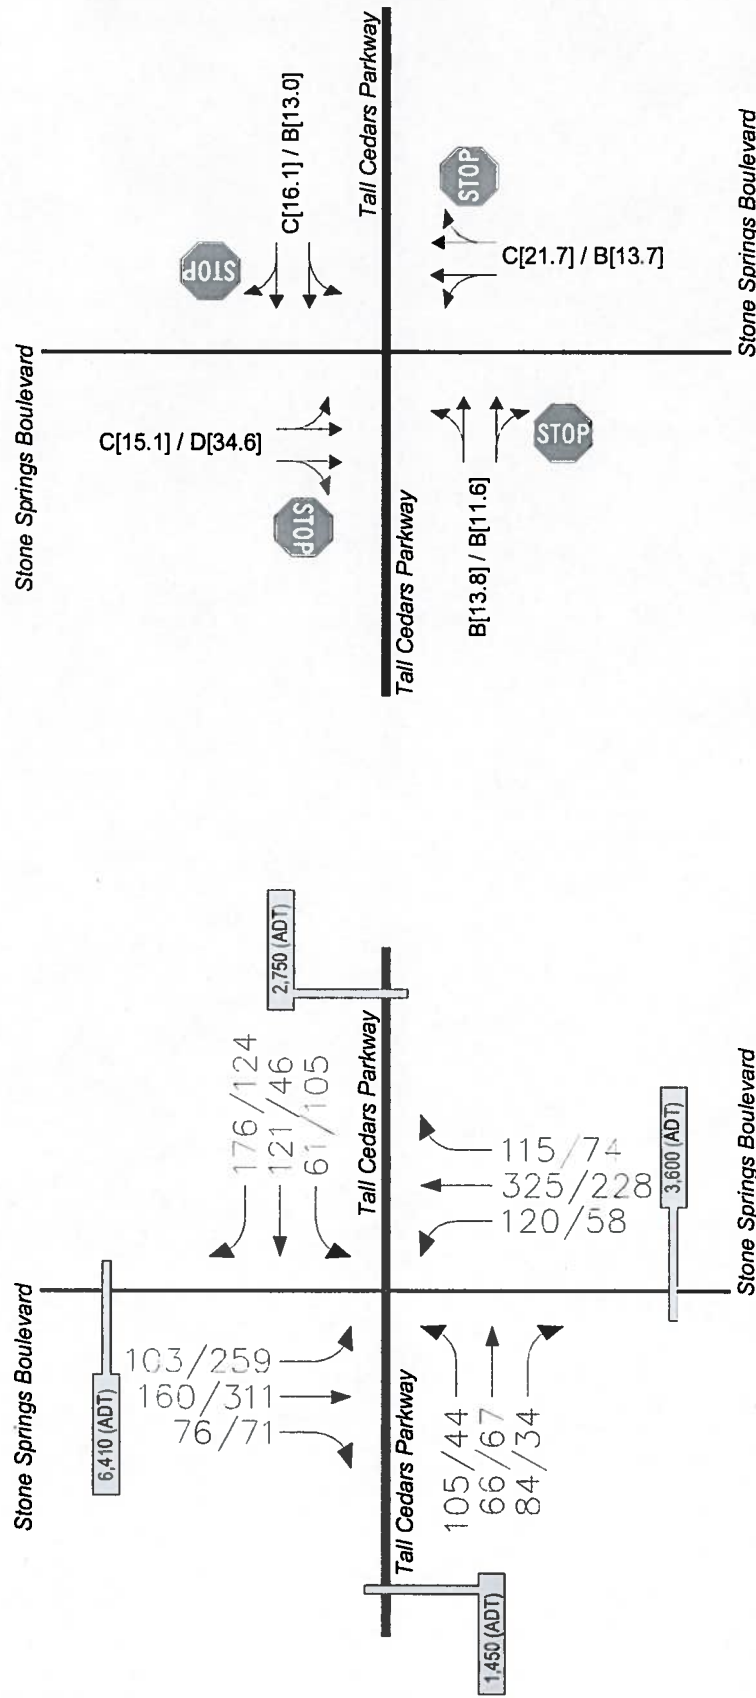 Stone Springs Boulevard
Tall Cedars Parkway
C[16.1] / B[13.0]
STOP
C[15.1] / D[34.6]
STOP
STOP
C[21.7] / B[13.7]
STOP
B[13.8] / B[11.6]
Tall Cedars Parkway
Stone Springs Boulevard
Stone Springs Boulevard
6,410 (ADT)
2,750 (ADT)
176/124
121/46
61/105
Tall Cedars Parkway
103/259
160/311
76/71
115/74
325/228
120/58
Tall Cedars Parkway
105/44
66/67
84/34
1,450 (ADT)
3,600 (ADT)
Stone Springs Boulevard